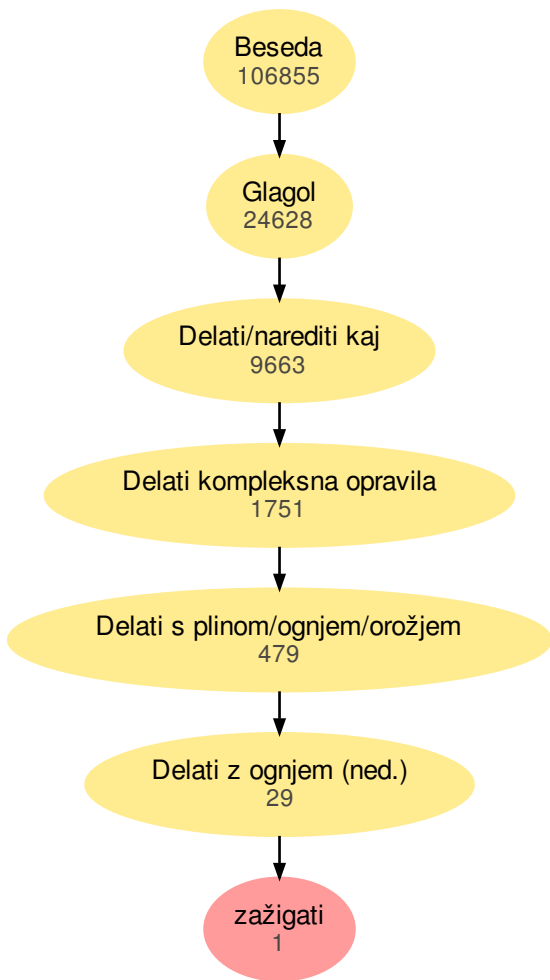 Beseda
106855
Glagol
24628
Delati/narediti kaj
9663
Delati kompleksna opravila
1751
Delati s plinom/ognjem/orožjem
479
Delati z ognjem (ned.)
29
zažigati
1